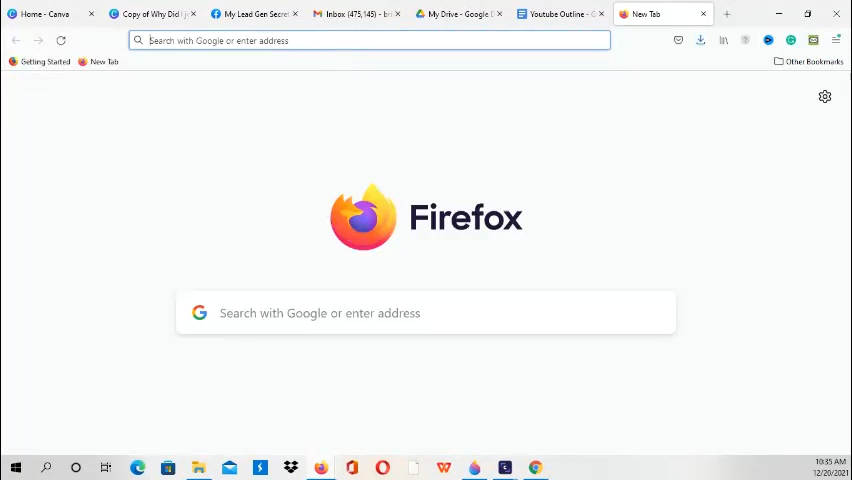 Home - Canva
Copy of Why Did I j
My Lead Gen Secret
Inbox (475,145) - bri
My Drive - Google D
Youtube Outline - G
New Tab
Search with Google or enter address
Getting Started
New Tab
Other Bookmarks
Firefox
Search with Google or enter address
10:35 AM
12/20/2021